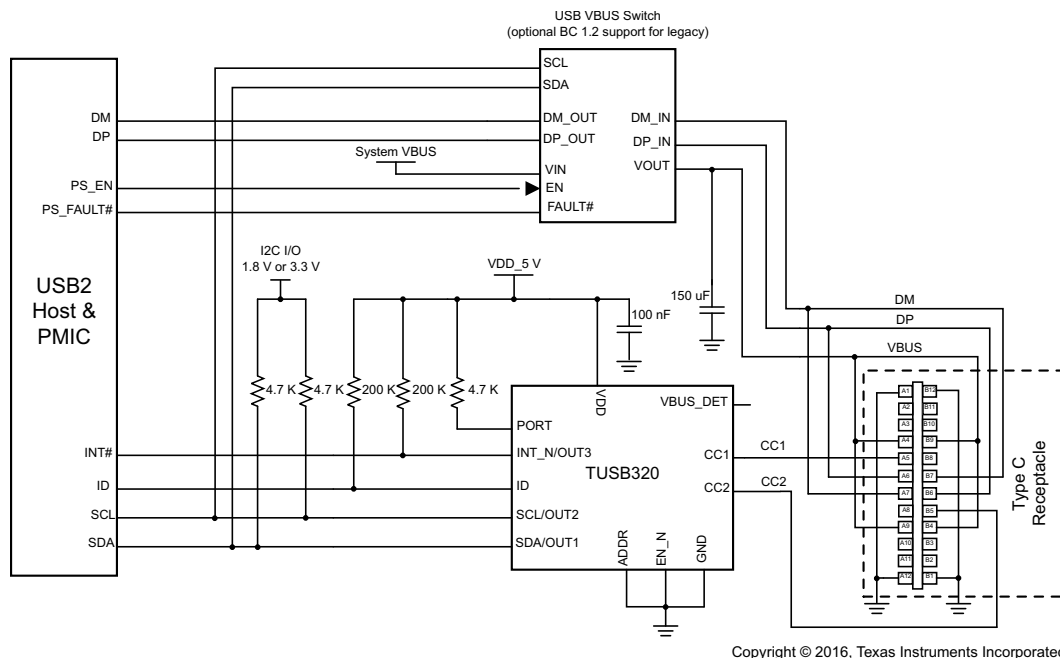 USB VBUS Switch
(optional BC 1.2 support for legacy)
SCL
SDA
DM
DM_OUT
DM_IN
DP
DP_OUT
DP_IN
System VBUS
VIN
VOUT
PS_EN
EN
PS_FAULT#
FAULT#
I2C I/O
1.8 V or 3.3 V
VDD_5 V
USB2
Host &
PMIC
150 uF
100 nF
DM
DP
VBUS
4.7 K
4.7 K
200 K
200 K
4.7 K
VDD
VBUS_DET
PORT
INT#
INT_N/OUT3
CC1
CC1
TUSB320
ID
ID
CC2
CC2
SCL
SCL/OUT2
SDA
SDA/OUT1
ADDR
EN_N
GND
A1
B12
A2
B11
A3
B10
A4
B9
A5
B8
A6
B7
A7
B6
A8
B5
A9
B4
A10
B3
A11
B2
A12
B1
Type C
Receptacle
Copyright © 2016, Texas Instruments Incorporated